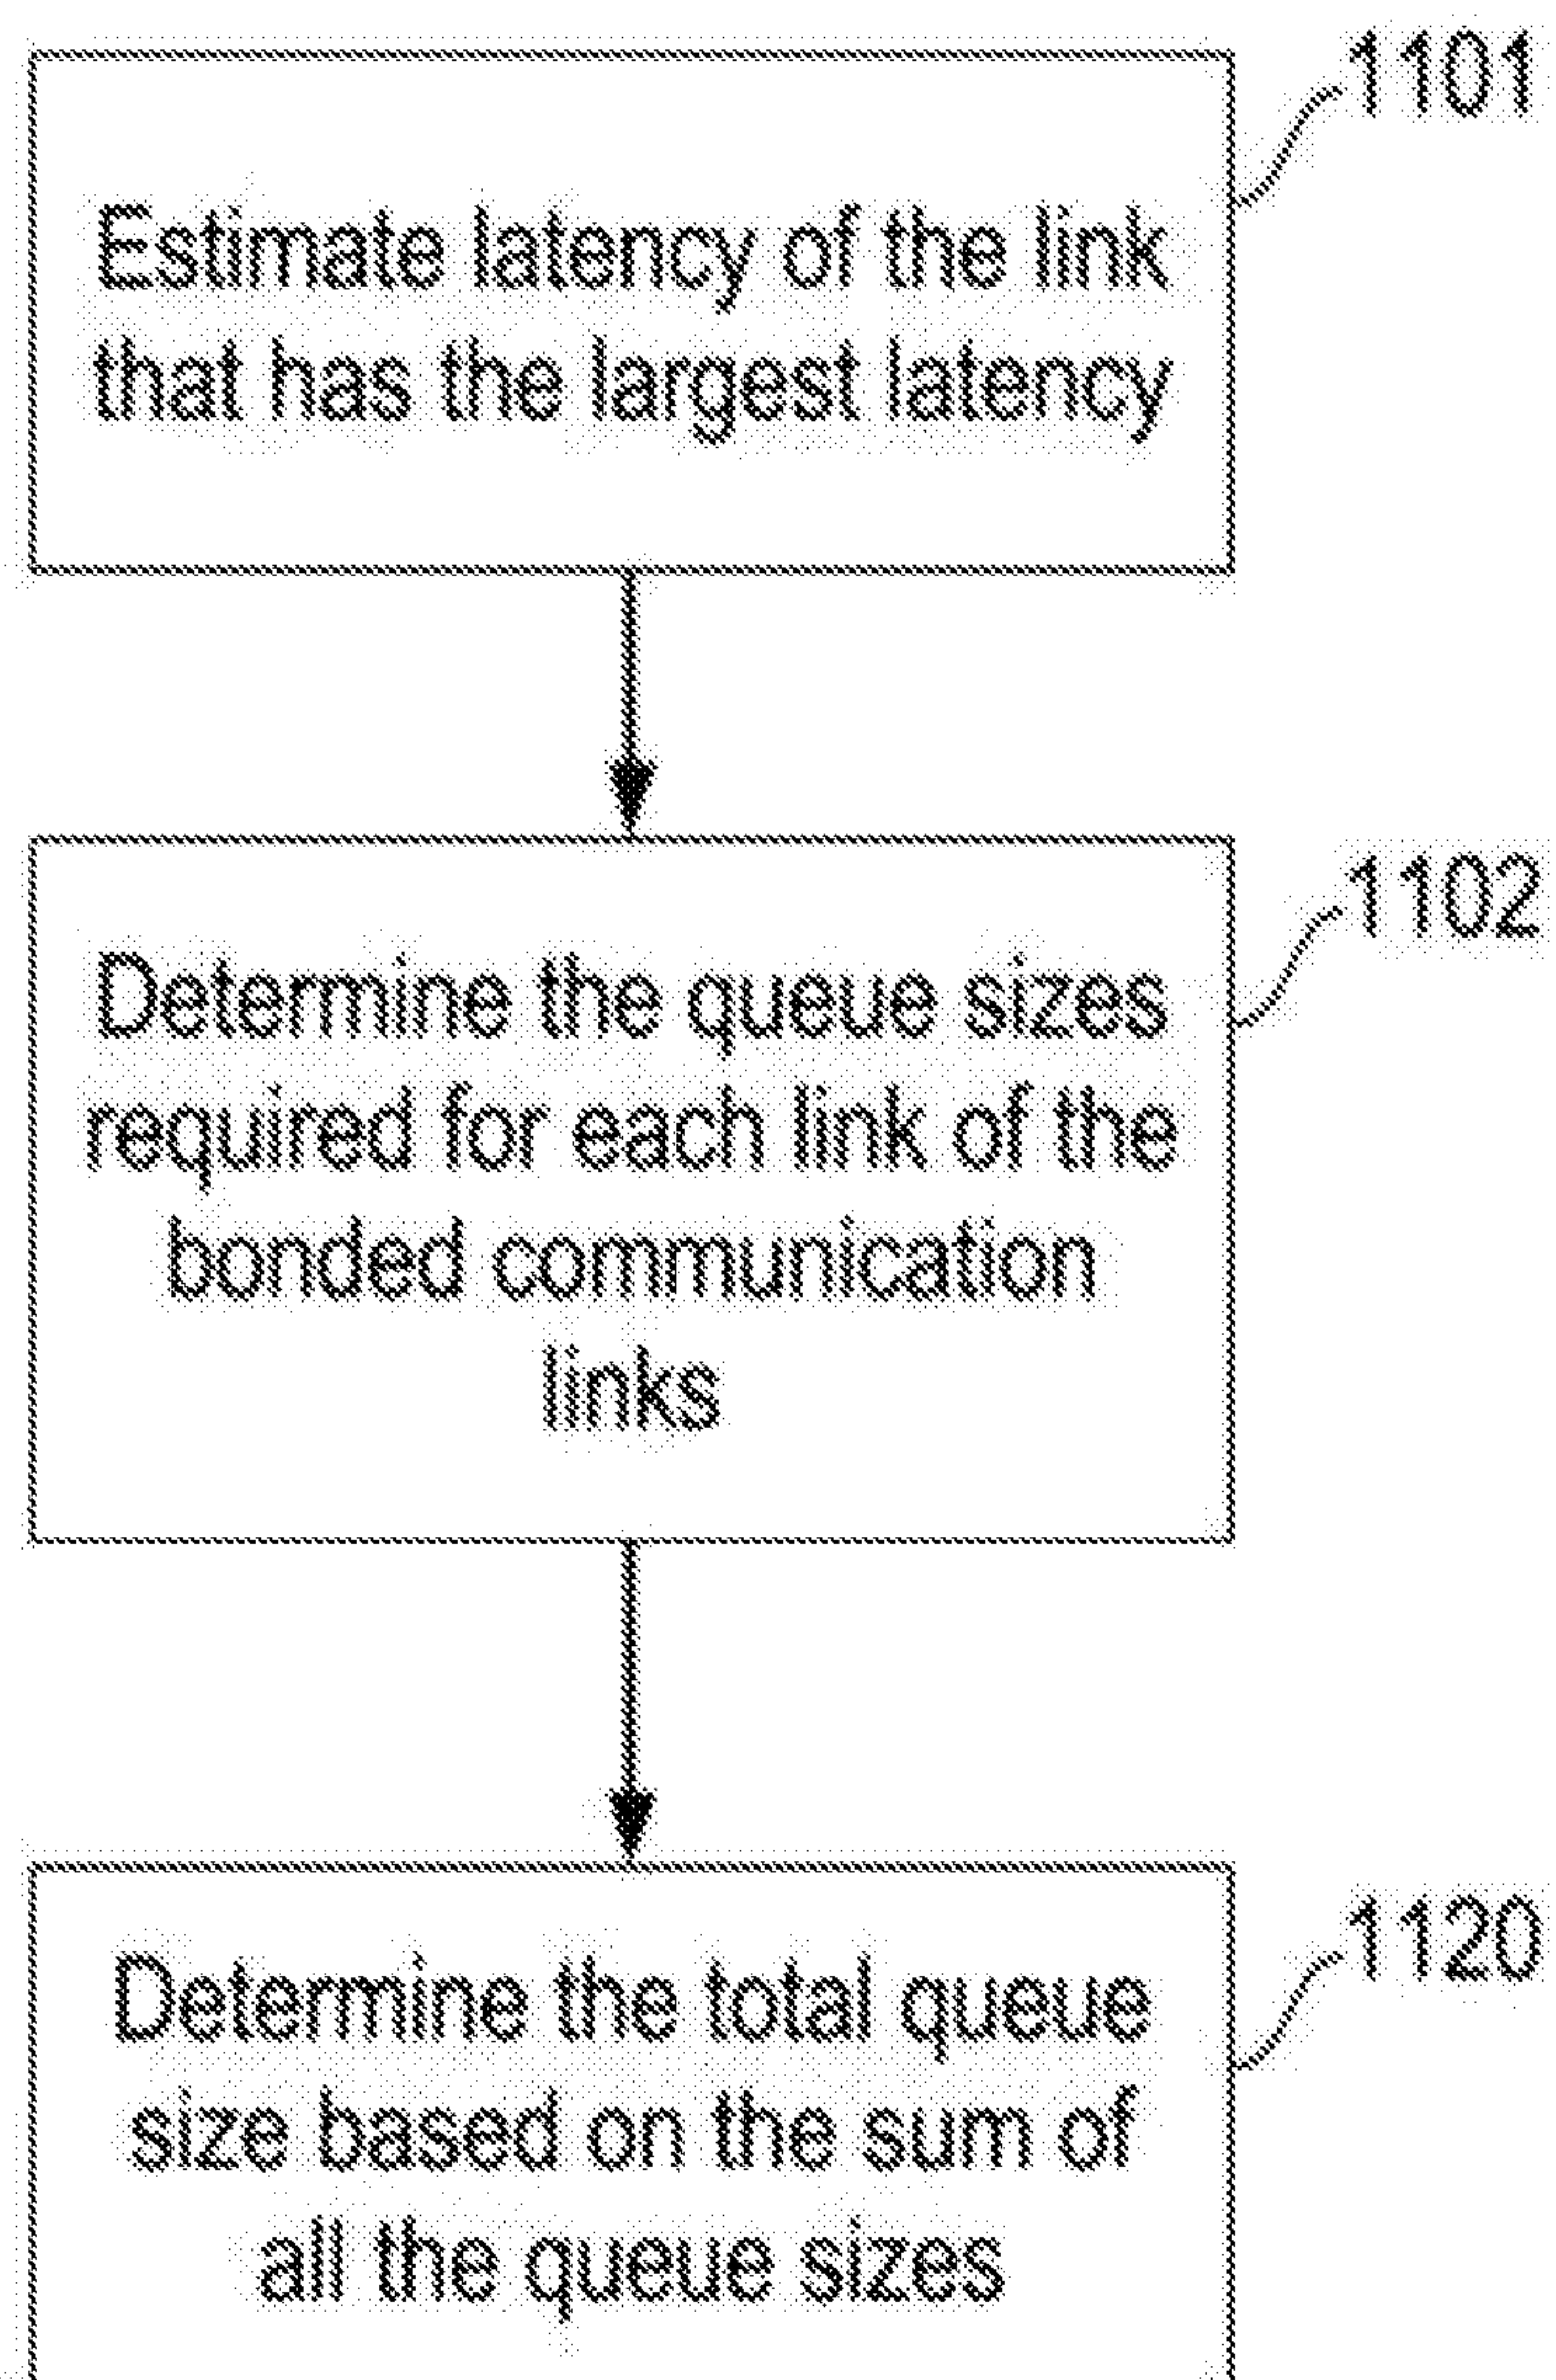 1101
Estimate latency of the link
that has the largest latency
1102
Determine the queue sizes
required for each link of the
bonded communication
links
1120
Determine the total queue
size based on the sum of
all the queue sizes